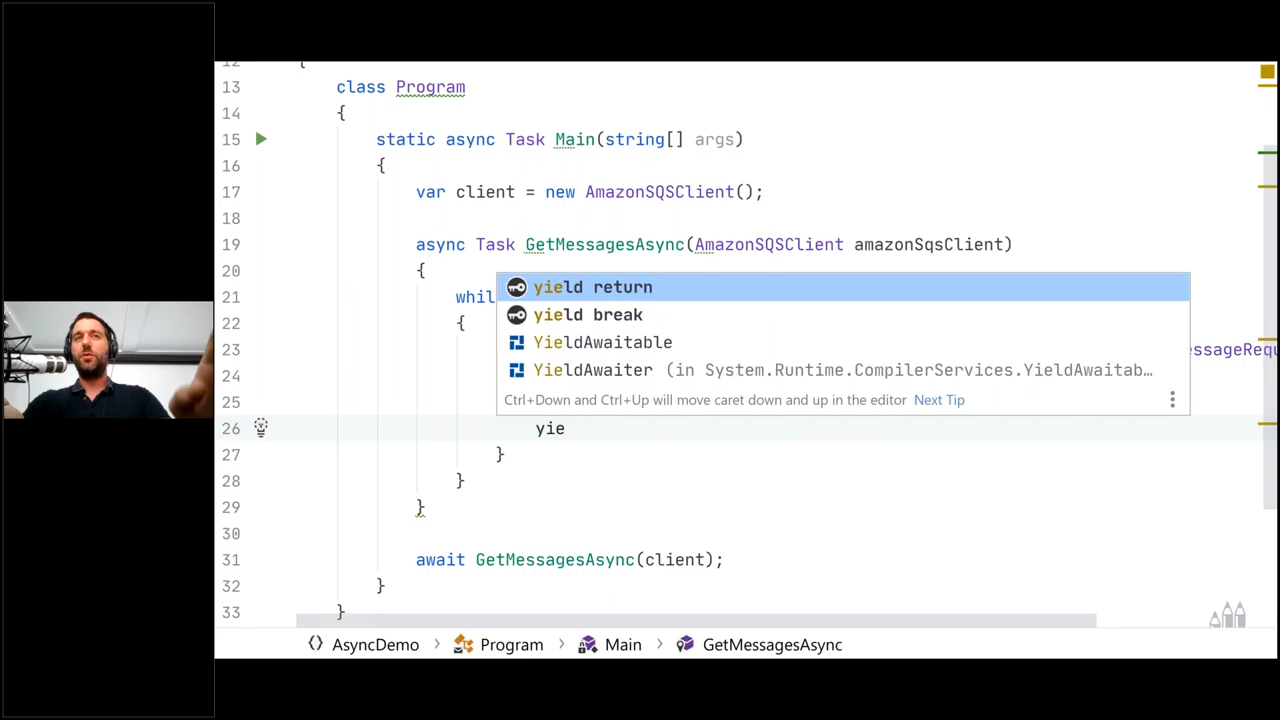 12 {
13 class Program
14 {
15 static async Task Main(string[] args)
16 {
17 var client = new AmazonSQSClient();
18
19 async Task GetMessagesAsync(AmazonSQSClient amazonSqsClient)
20 {
21 whil
yield return
22 {
yield break
23 YieldAwaitable essageRequ
24 YieldAwaiter (in System.Runtime.CompilerServices.YieldAwaitab…
25 Ctrl+Down and Ctrl+Up will move caret down and up in the editor Next Tip
26 yie
27 }
28 }
29 }
30
31 await GetMessagesAsync(client);
32 }
33 }
AsyncDemo > Program > Main > GetMessagesAsync